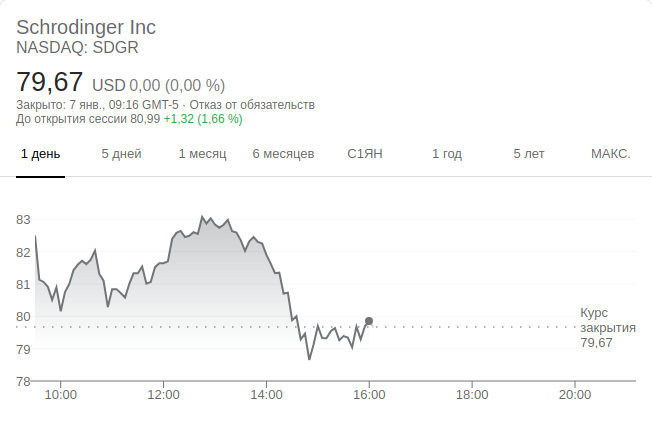 Schrodinger Inc
NASDAQ: SDGR
79,67 USD 0,00 (0,00 %)
Закрыто: 7 янв., 09:16 GMT-5 · Отказ от обязательств
До открытия сессии 80,99 +1,32 (1,66 %)
1 день 5 дней 1 месяц 6 месяцев С1ЯН 1 год 5 лет МАКС.
83
82
81
80
79
78
Курс
закрытия
79,67
10:00 12:00 14:00 16:00 18:00 20:00